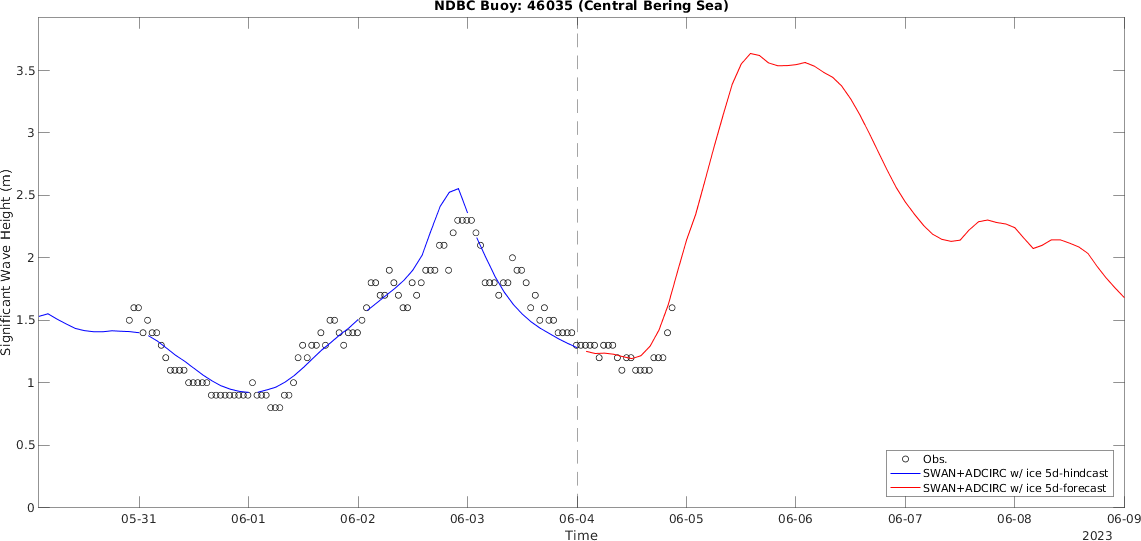 NDBC Buoy: 46035 (Central Bering Sea)
Significant Wave Height (m)
3.5
3
2.5
2
1.5
1
0.5
0
Obs.
SWAN+ADCIRC w/ ice 5d-hindcast
SWAN+ADCIRC w/ ice 5d-forecast
05-31 06-01 06-02 06-03 06-04 06-05 06-06 06-07 06-08 06-09
Time
2023